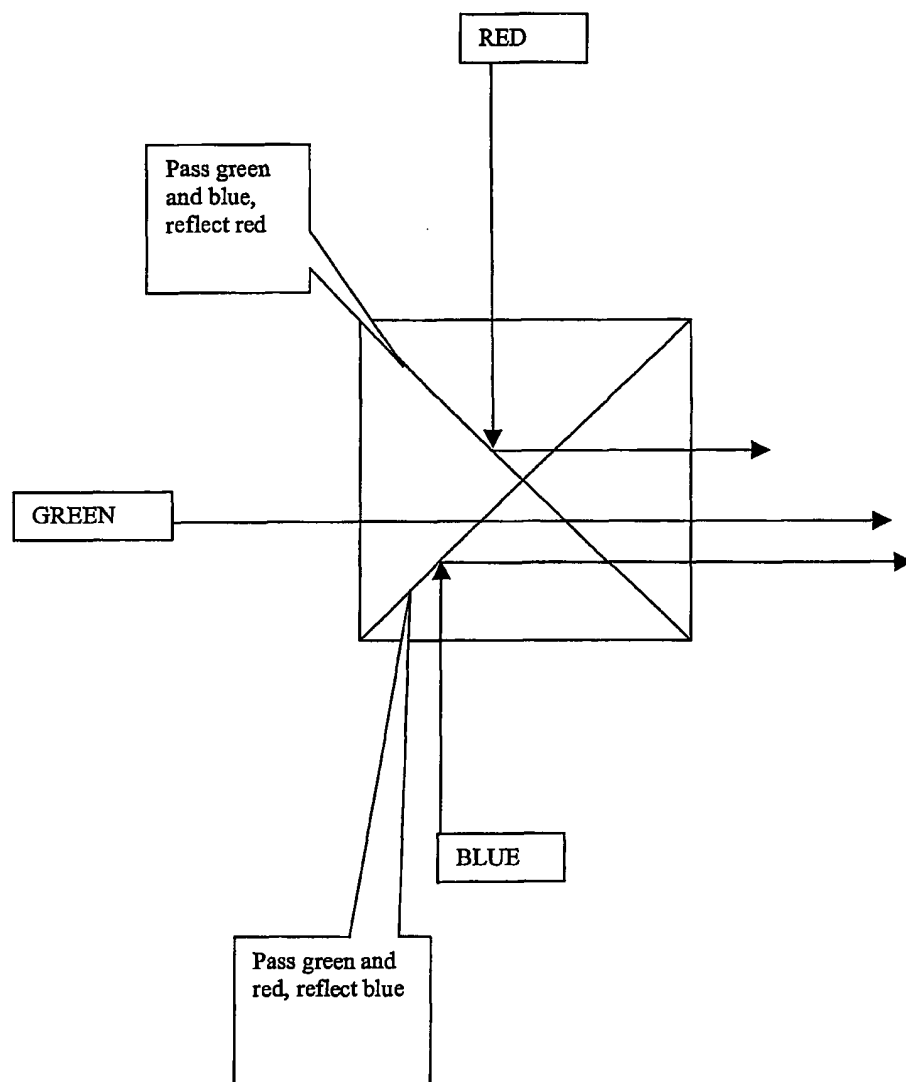 RED
Pass green
and blue,
reflect red
GREEN
BLUE
Pass green and
red, reflect blue